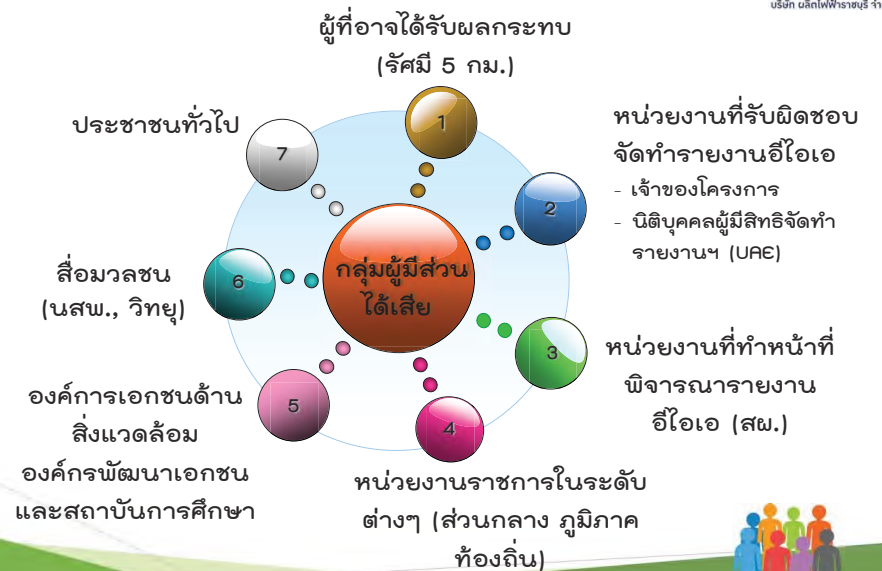 บริษัท ผลิตไฟฟ้าราชบุรี จำ
ผู้ที่อาจได้รับผลกระทบ
(รัศมี 5 กม.)
1
หน่วยงานที่รับผิดชอบ
จัดทำรายงานอีไอเอ
- เจ้าของโครงการ
- นิติบุคคลผู้มีสิทธิจัดทำ
รายงานฯ (UAE)
2
หน่วยงานที่ทำหน้าที่
พิจารณารายงาน
อีไอเอ (สผ.)
3
หน่วยงานราชการในระดับ
ต่างๆ (ส่วนกลาง ภูมิภาค
ท้องถิ่น)
4
องค์การเอกชนด้าน
สิ่งแวดล้อม
องค์กรพัฒนาเอกชน
และสถาบันการศึกษา
5
สื่อมวลชน
(นสพ., วิทยุ)
6
ประชาชนทั่วไป
7
กลุ่มผู้มีส่วน
ได้เสีย